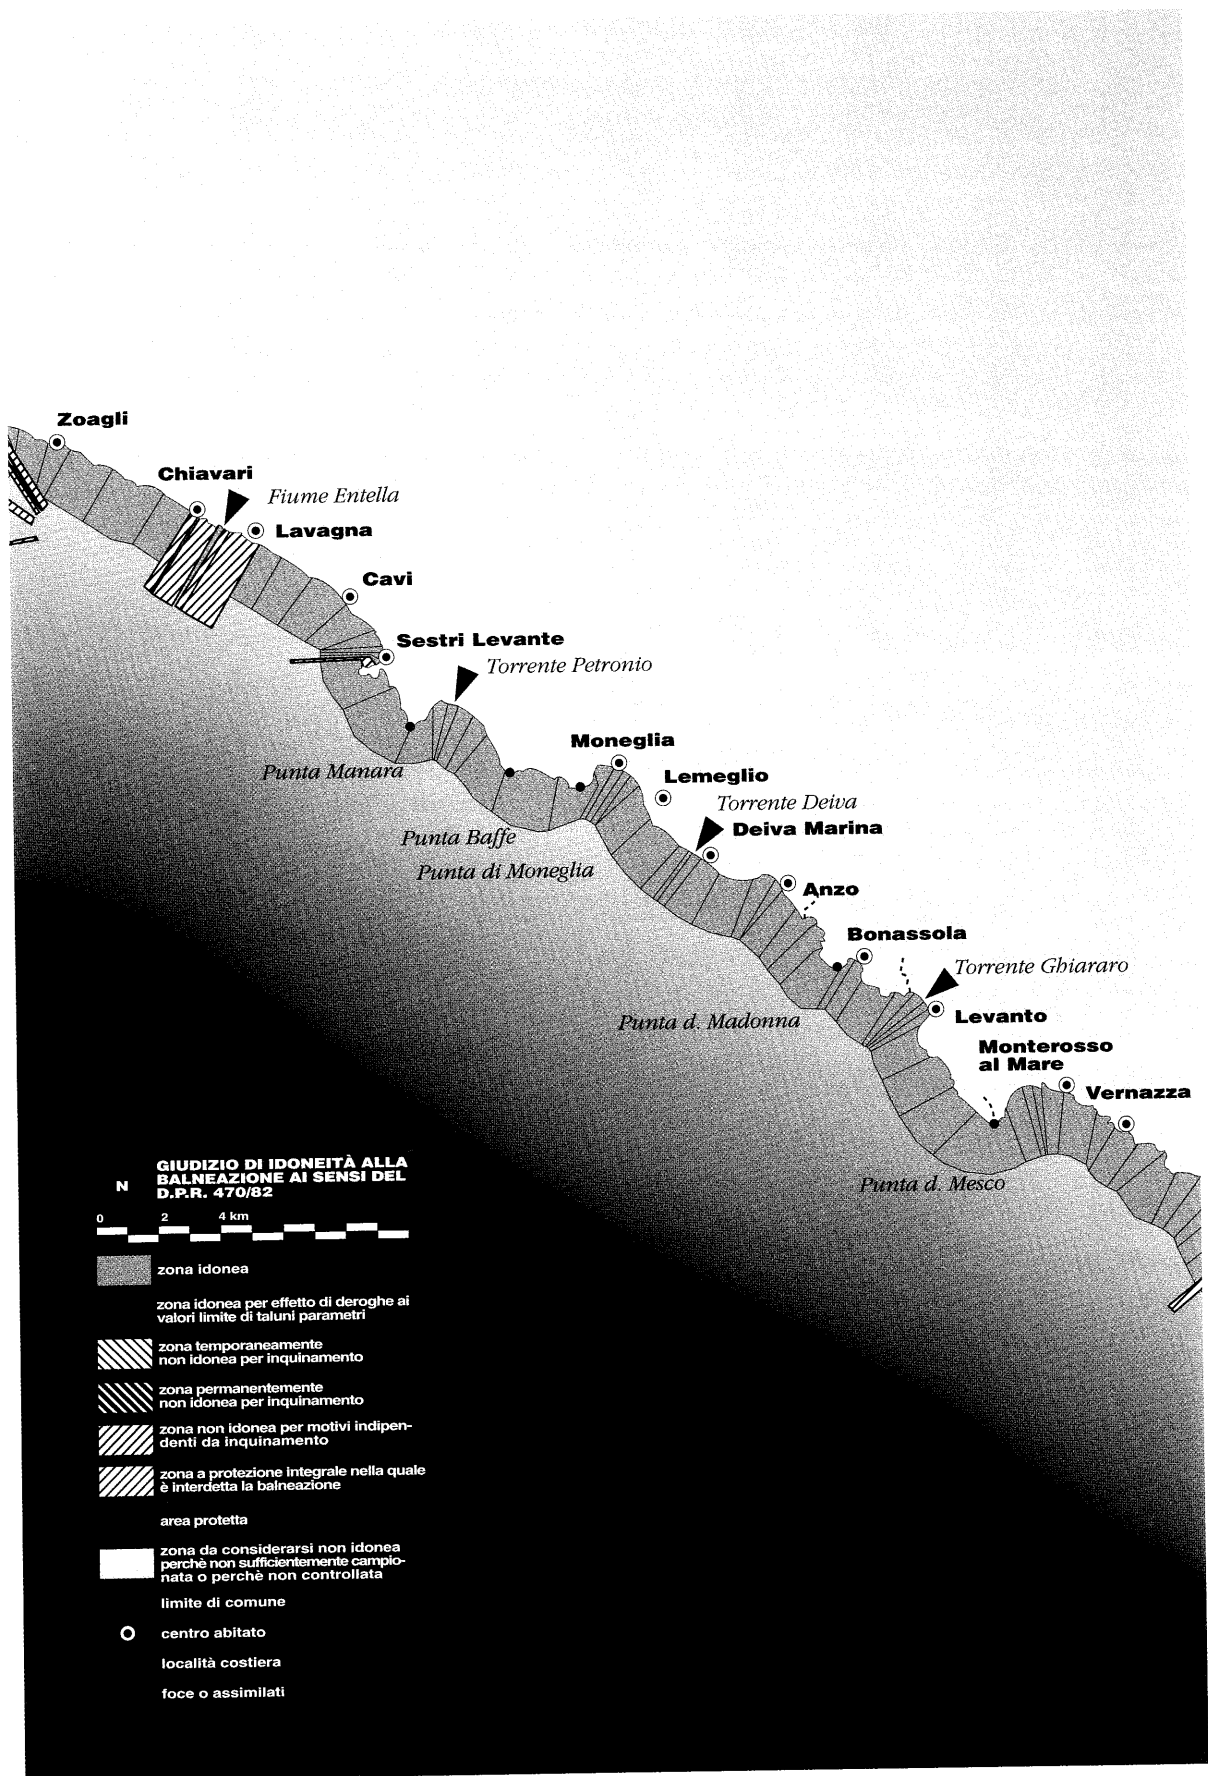 Zoagli
Chiavari
Fiume Entella
Lavagna
Cavi
Sestri Levante
Torrente Petronio
Moneglia
Punta Manara
Lemeglio
Torrente Deiva
Deiva Marina
Punta Baffe
Punta di Moneglia
Anzo
Bonassola
Torrente Ghiararo
Levanto
Punta d. Madonna
Monterosso
al Mare
Vernazza
Punta d. Mesco
GIUDIZIO DI IDONEITÀ ALLA
BALNEAZIONE AI SENSI DEL
D.P.R. 470/82
N
0 2 4 km
zona idonea
zona idonea per effetto di deroghe ai
valori limite di taluni parametri
zona temporaneamente
non idonea per inquinamento
zona permanentemente
non idonea per inquinamento
zona non idonea per motivi indipen-
denti da inquinamento
zona a protezione integrale nella quale
è interdetta la balneazione
area protetta
zona da considerarsi non idonea
perchè non sufficientemente campio-
nata o perchè non controllata
limite di comune
centro abitato
località costiera
foce o assimilati